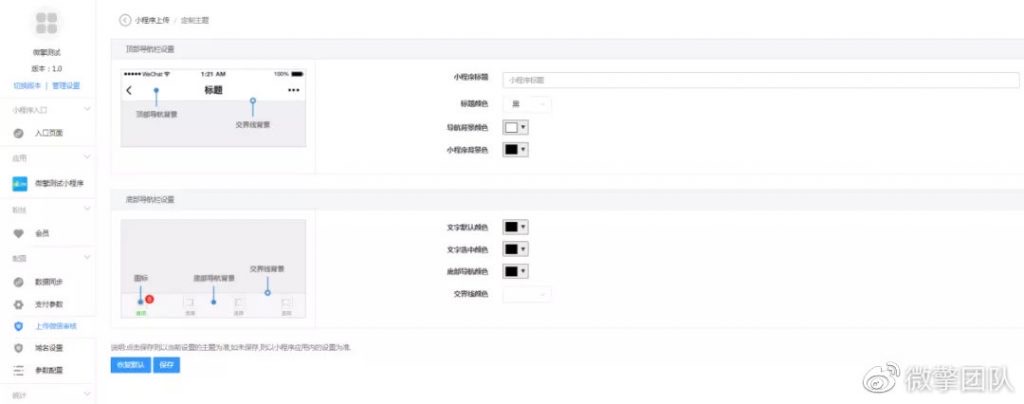 微擎测试
版本：1.0
切换版本 | 管理设置
小程序入口
入口页面
应用
微擎测试小程序
粉丝
会员
配置
数据同步
支付参数
上传微信审核
域名设置
参数配置
统计
小程序上传 / 定制主题
顶部导航栏设置
WeChat 1:21 AM 100%
标题
顶部导航背景
交界线背景
小程序标题 小程序标题
标题颜色 黑
导航背景颜色
小程序背景色
底部导航栏设置
图标
底部导航背景
交界线背景
首页
选项
选择
选项
文字默认颜色
文字选中颜色
底部导航颜色
交界线颜色
说明:点击保存则以当前设置的主题为准,如未保存,则以小程序应用内的设置为准.
恢复默认 保存
微擎团队